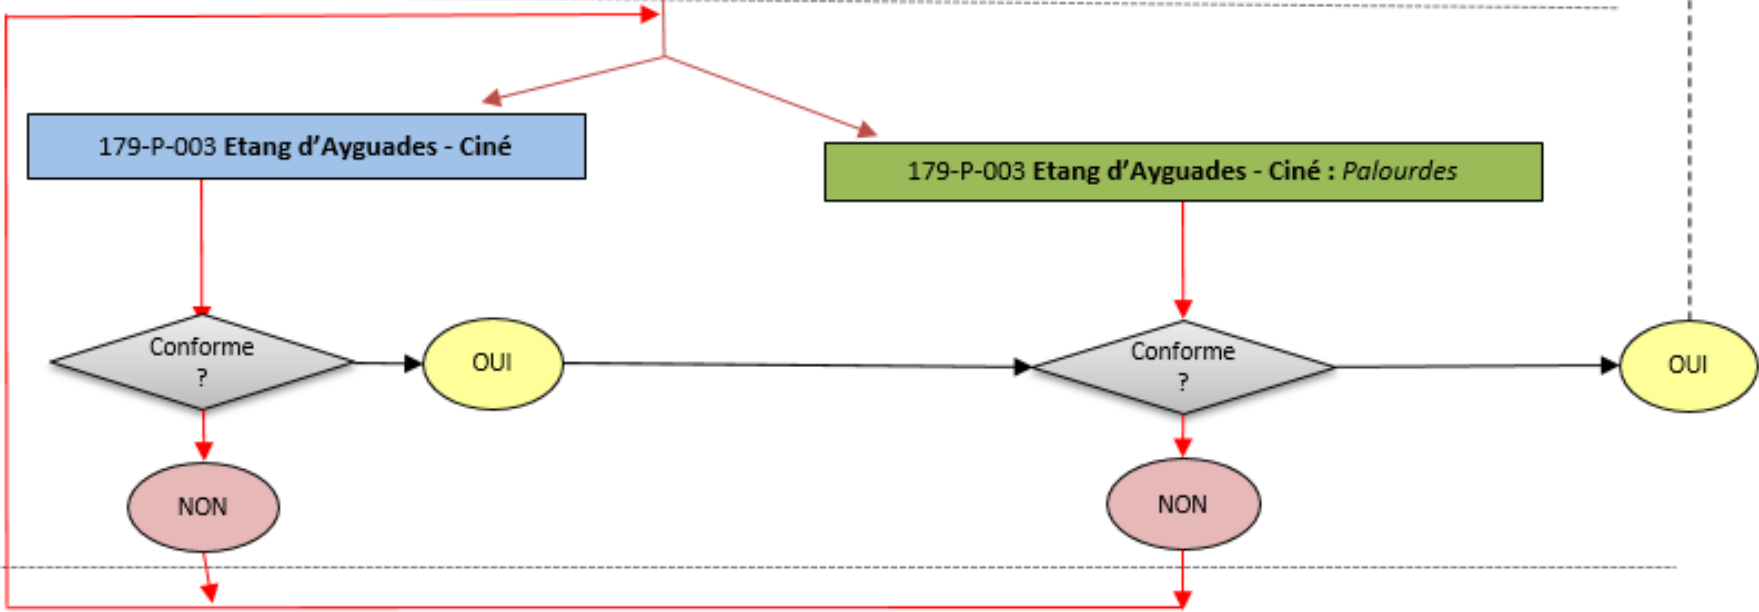 179-P-003 Etang d’Ayguades - Ciné
179-P-003 Etang d’Ayguades - Ciné : Palourdes
Conforme
?
OUI
Conforme
?
OUI
NON
NON